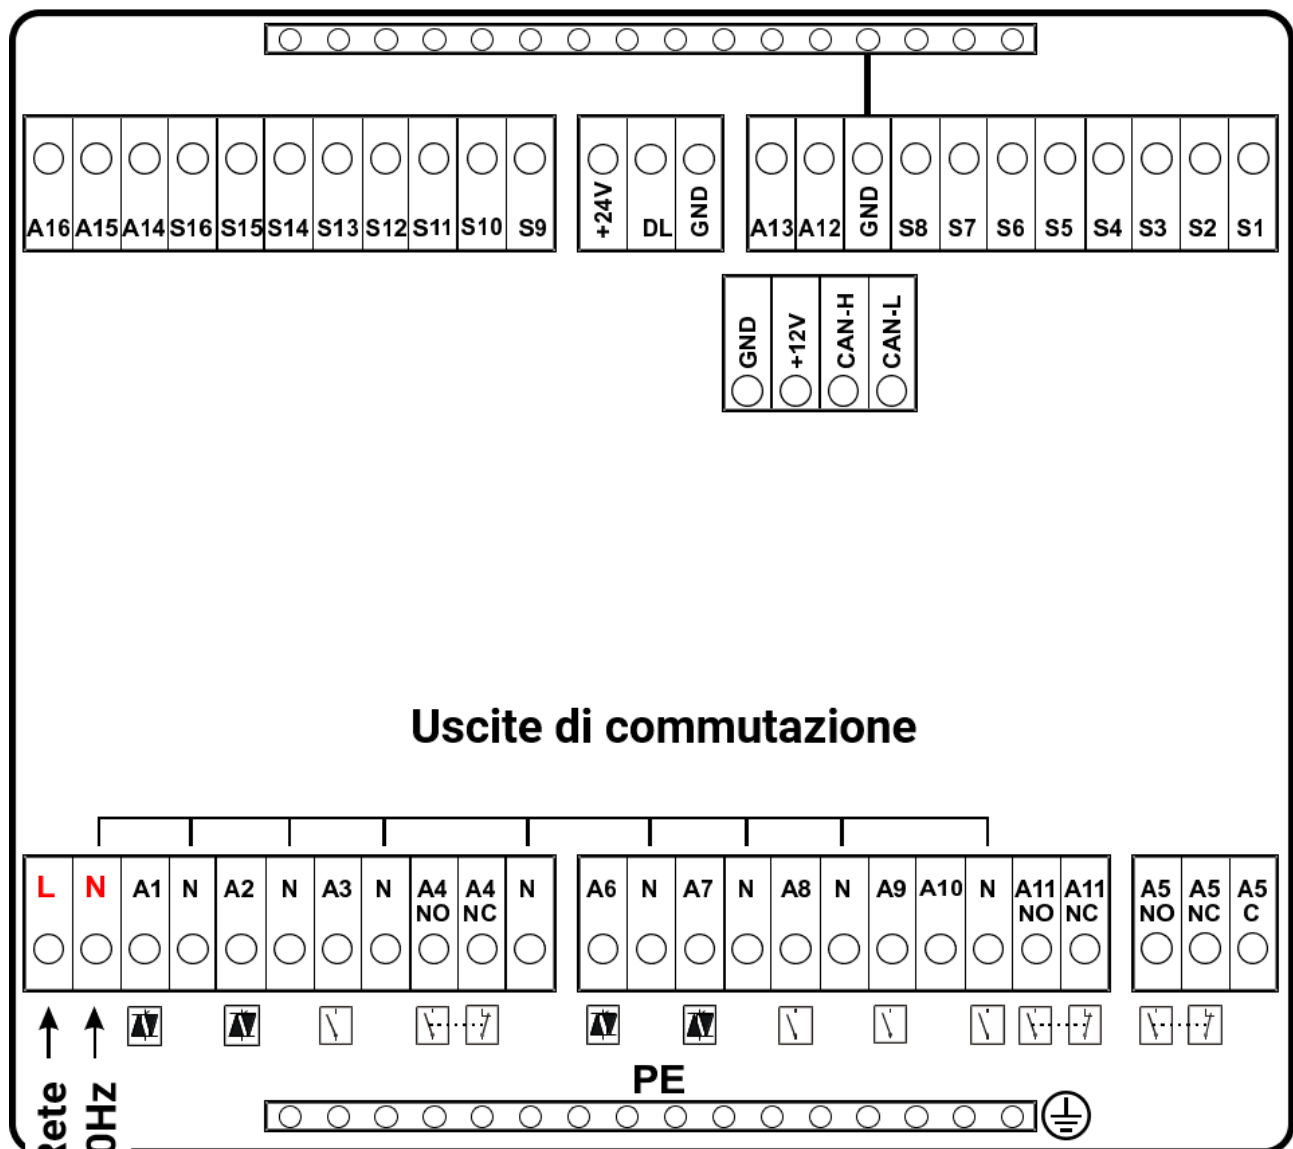 A16 A15 A14 S16 S15 S14 S13 S12 S11 S10 S9 +24V DL GND A13 A12 GND S8 S7 S6 S5 S4 S3 S2 S1
GND +12V CAN-H CAN-L
Uscite di commutazione
L N A1 N A2 N A3 N A4 NO A4 NC N A6 N A7 N A8 N A9 A10 N A11 NO A11 NC A5 NO A5 NC A5 C
PE